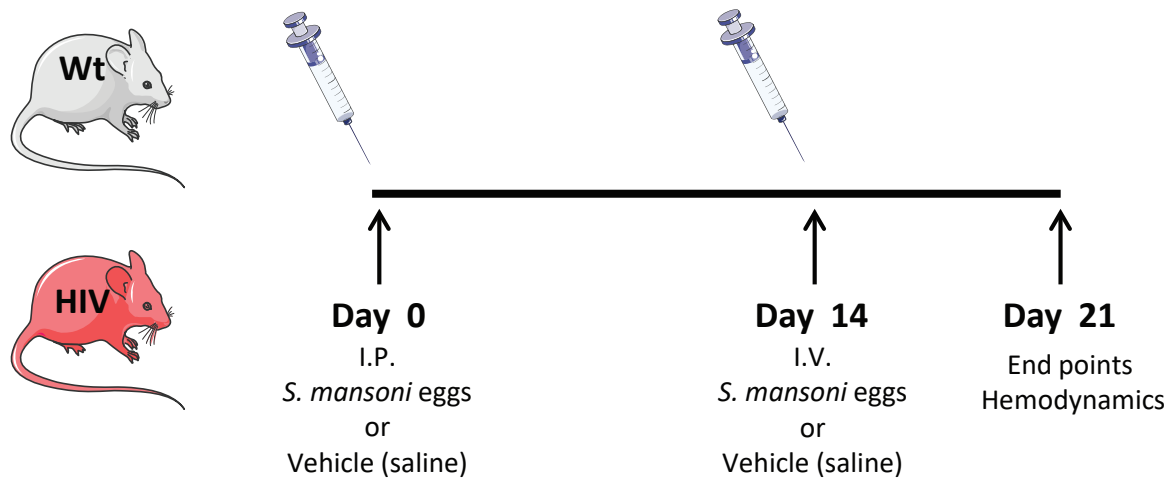 Wt
HIV
Day 0
I.P.
S. mansoni eggs
or
Vehicle (saline)
Day 14
I.V.
S. mansoni eggs
or
Vehicle (saline)
Day 21
End points
Hemodynamics